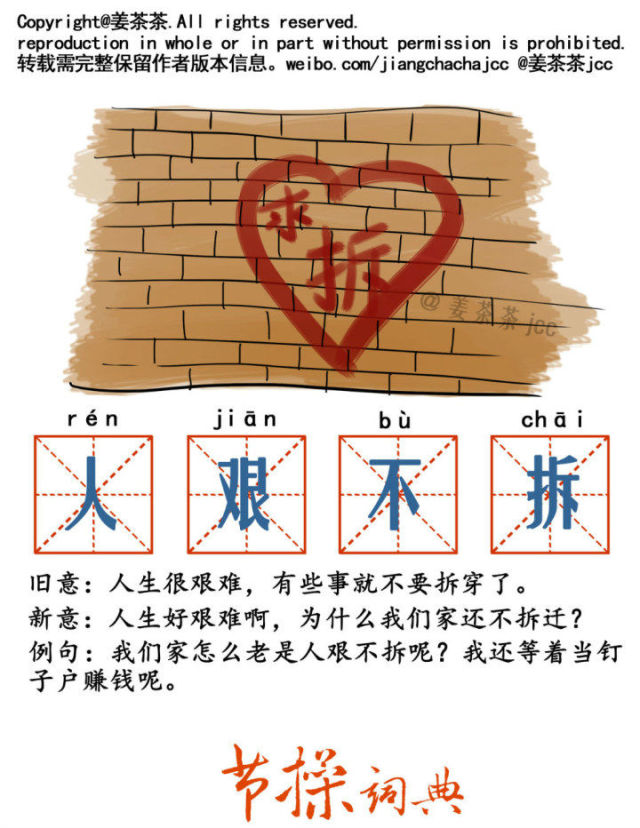 Copyright@姜茶茶.All rights reserved.
reproduction in whole or in part without permission is prohibited.
转载需完整保留作者版本信息。weibo.com/jiangchachajcc @姜茶茶jcc
求
拆
@姜茶茶jcc
rén jiān bù chāi
人艰不拆
旧意：人生很艰难，有些事就不要拆穿了。
新意：人生好艰难啊，为什么我们家还不拆迁？
例句：我们家怎么老是人艰不拆呢？我还等着当钉
子户赚钱呢。
节操词典